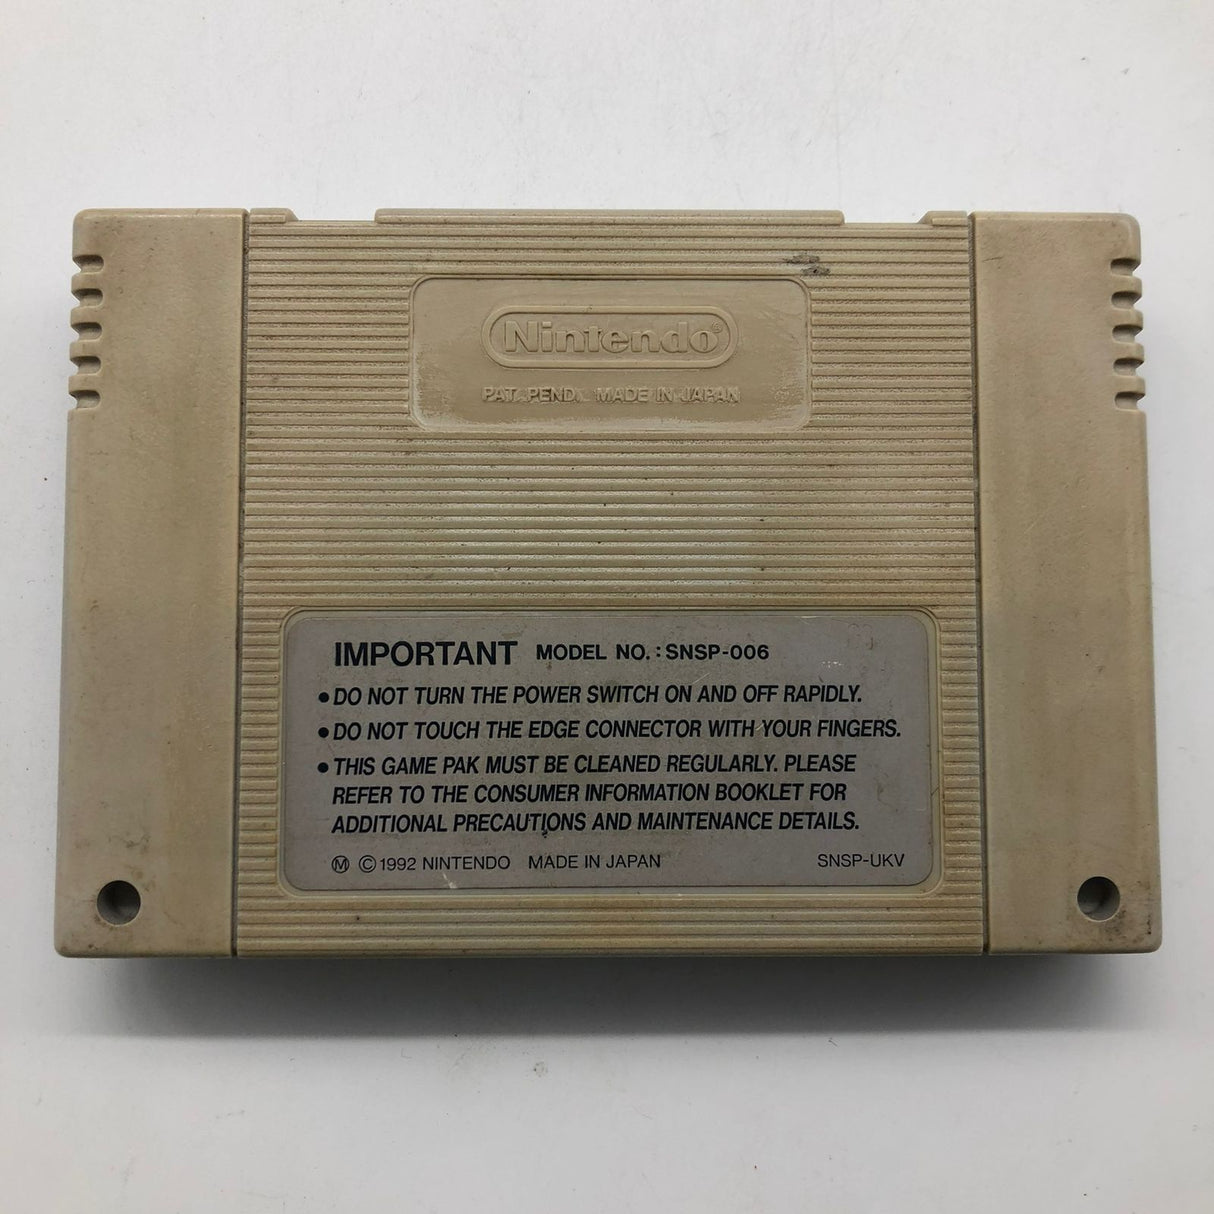 Nintendo®
PAT. PEND. MADE IN JAPAN
IMPORTANT MODEL NO. : SNSP-006
• DO NOT TURN THE POWER SWITCH ON AND OFF RAPIDLY.
• DO NOT TOUCH THE EDGE CONNECTOR WITH YOUR FINGERS.
• THIS GAME PAK MUST BE CLEANED REGULARLY. PLEASE
REFER TO THE CONSUMER INFORMATION BOOKLET FOR
ADDITIONAL PRECAUTIONS AND MAINTENANCE DETAILS.
Ⓜ ©1992 NINTENDO MADE IN JAPAN SNSP-UKV